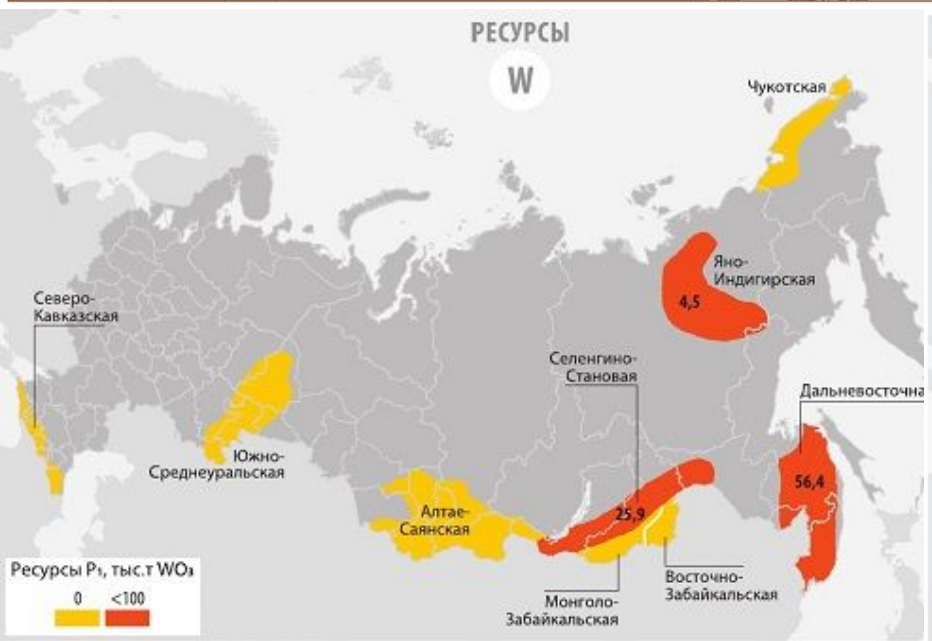 РЕСУРСЫ
W
Чукотская
Яно-
Индигирская
4,5
Северо-
Кавказская
Селенгино-
Становая
Дальневосточна
Южно-
Среднеуральская
56,4
Алтае-
Саянская
25,9
Ресурсы P₁, тыс.т WO₃
0 <100
Восточно-
Забайкальская
Монголо-
Забайкальская